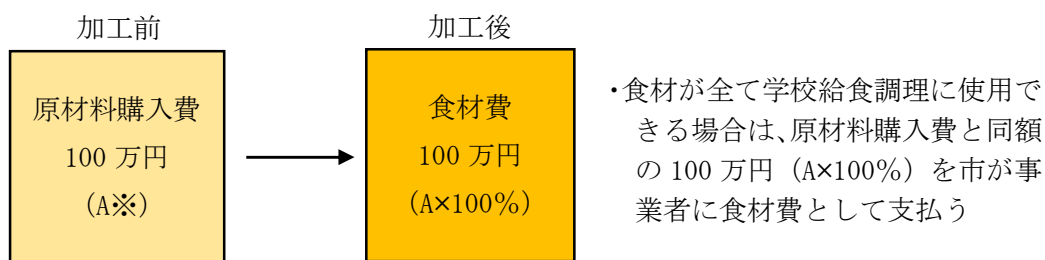 加工前
原材料購入費
100 万円
（A※）
加工後
食材費
100 万円
（A×100％）
・食材が全て学校給食調理に使用で
きる場合は、原材料購入費と同額
の 100 万円（A×100％）を市が事
業者に食材費として支払う